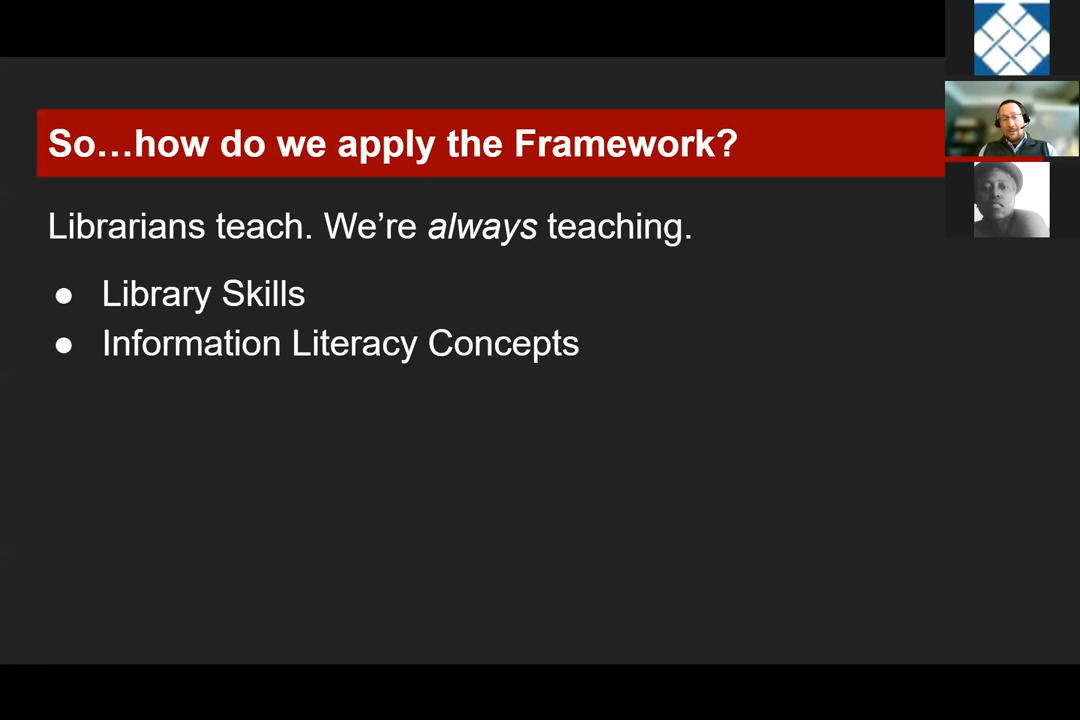 So…how do we apply the Framework?
Librarians teach. We’re always teaching.
● Library Skills
● Information Literacy Concepts